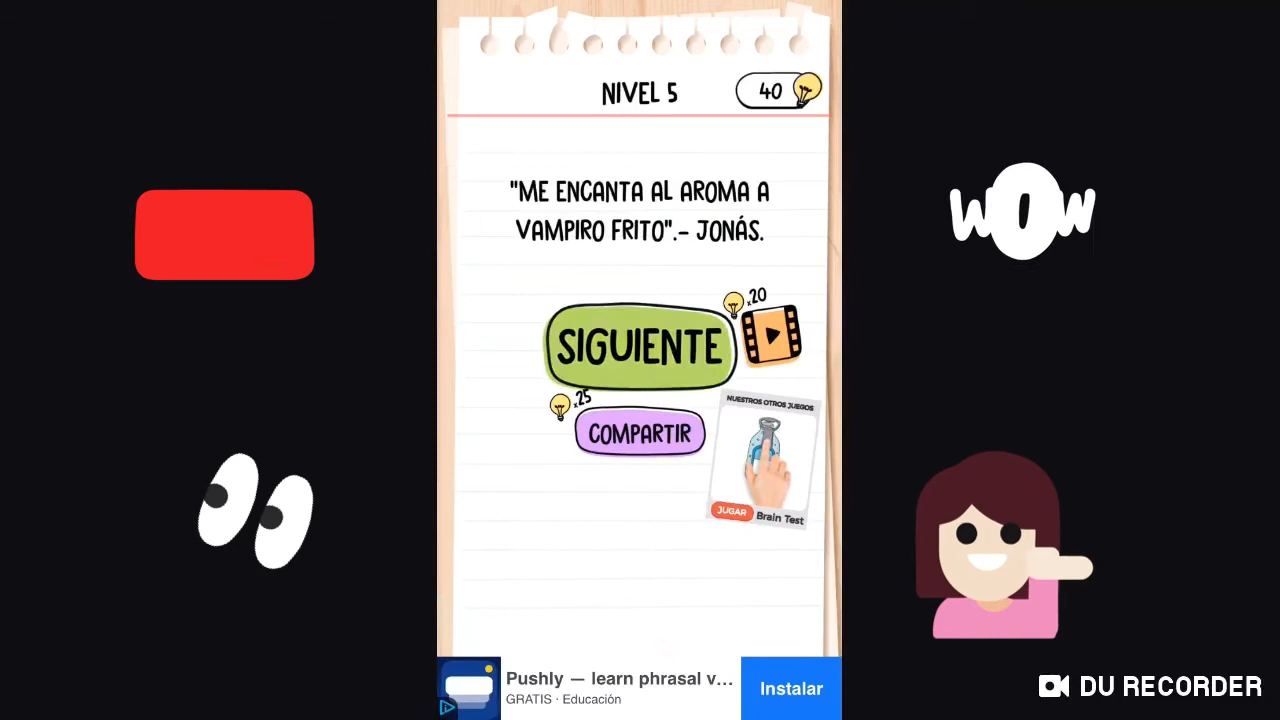 NIVEL 5
40
"ME ENCANTA AL AROMA A
VAMPIRO FRITO".- JONÁS.
x20
SIGUIENTE
x25
COMPARTIR
NUESTROS OTROS JUEGOS
JUGAR
Brain Test
WOW
Pushly — learn phrasal v...
GRATIS · Educación
Instalar
DU RECORDER